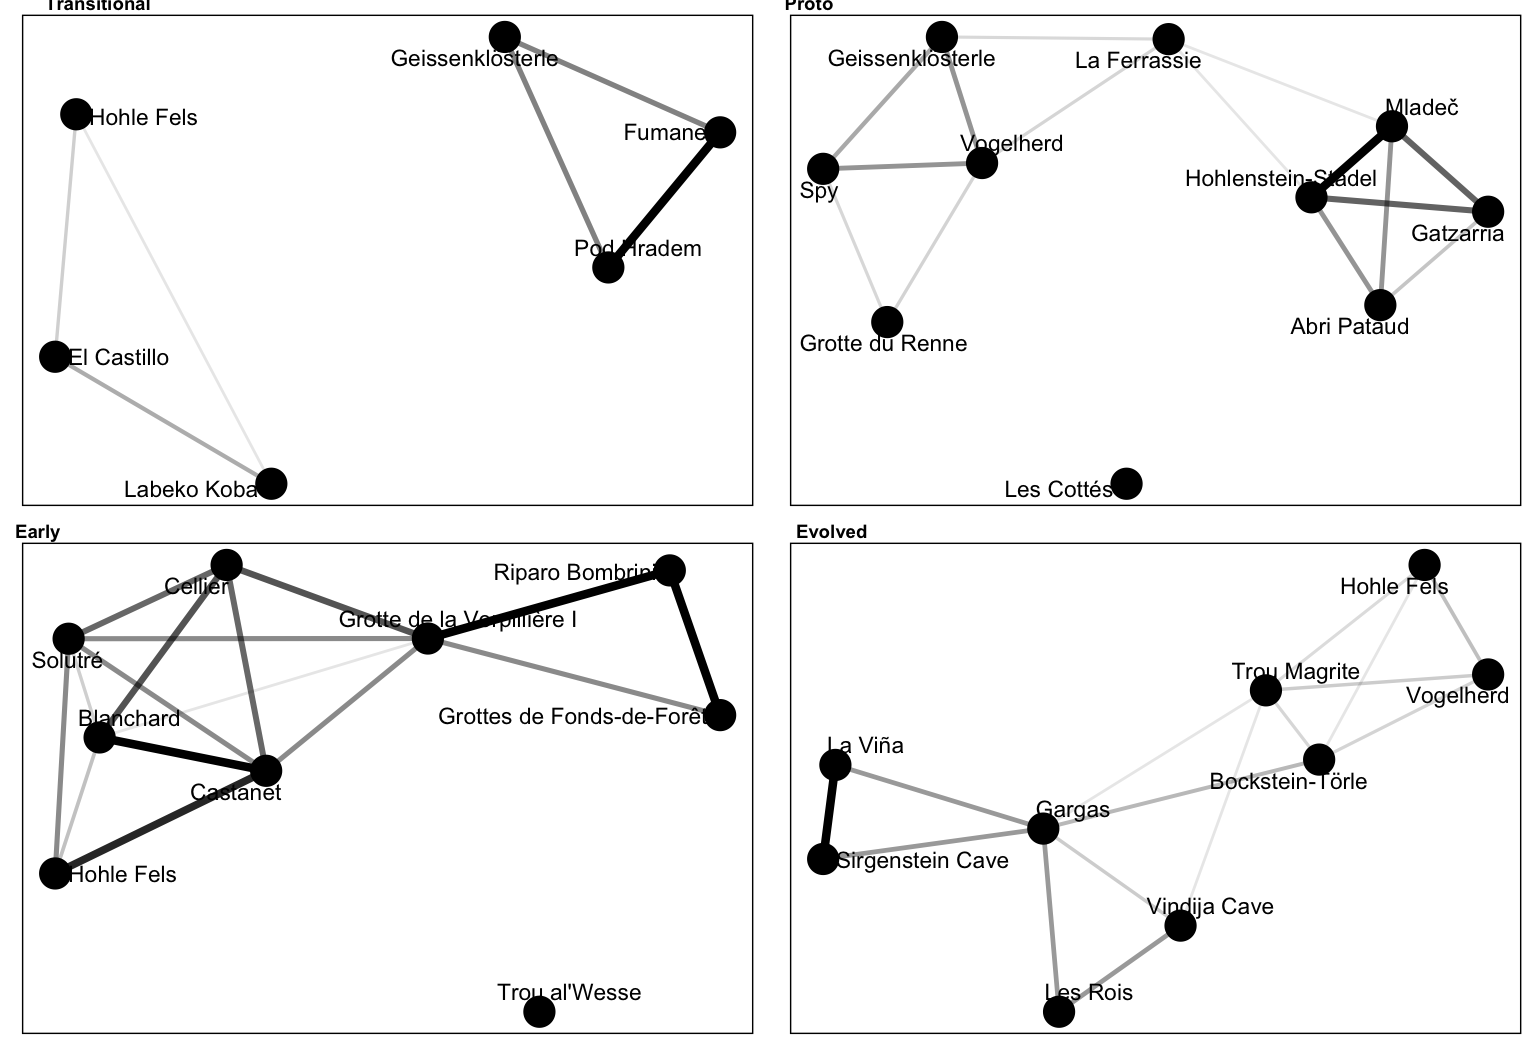 Transitional
Geissenklösterle
Hohle Fels
Fumane
Pod Hradem
El Castillo
Labeko Koba
Proto
Geissenklösterle
La Ferrassie
Mladeč
Vogelherd
Hohlenstein-Stadel
Spy
Gatzarria
Abri Pataud
Grotte du Renne
Les Cottés
Early
Riparo Bombrini
Cellier
Grotte de la Verpillière I
Solutré
Blanchard
Grottes de Fonds-de-Forêt
Castanet
Hohle Fels
Trou al'Wesse
Evolved
Hohle Fels
Trou Magrite
Vogelherd
La Viña
Bockstein-Törle
Gargas
Sirgenstein Cave
Vindija Cave
Les Rois